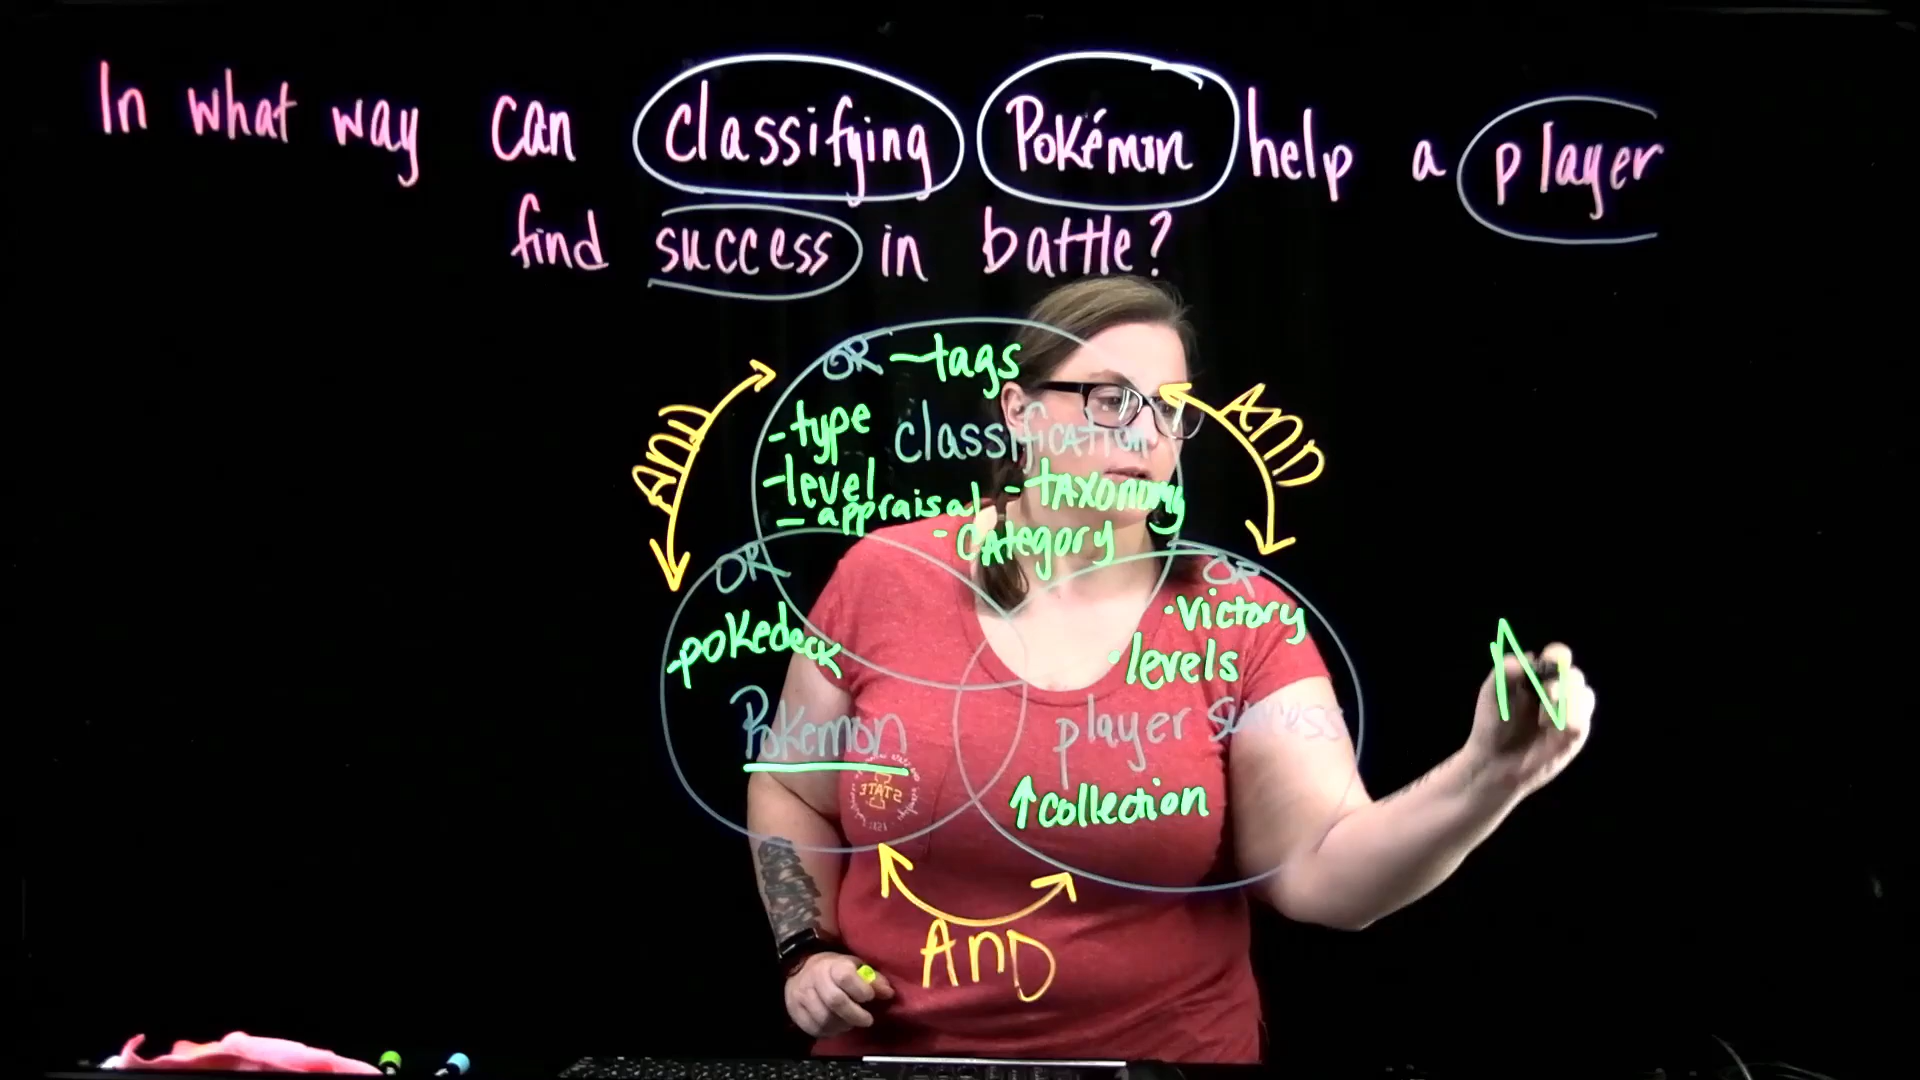 In what way can classifying Pokémon help a player
find success in battle?
OR - tags
- type
classification
- level
- taxonomy
- appraisal
- category
AND
AND
OR
- pokedeck
Pokemon
OR
• victory
• levels
player success
↑ collection
AND
N
STATE